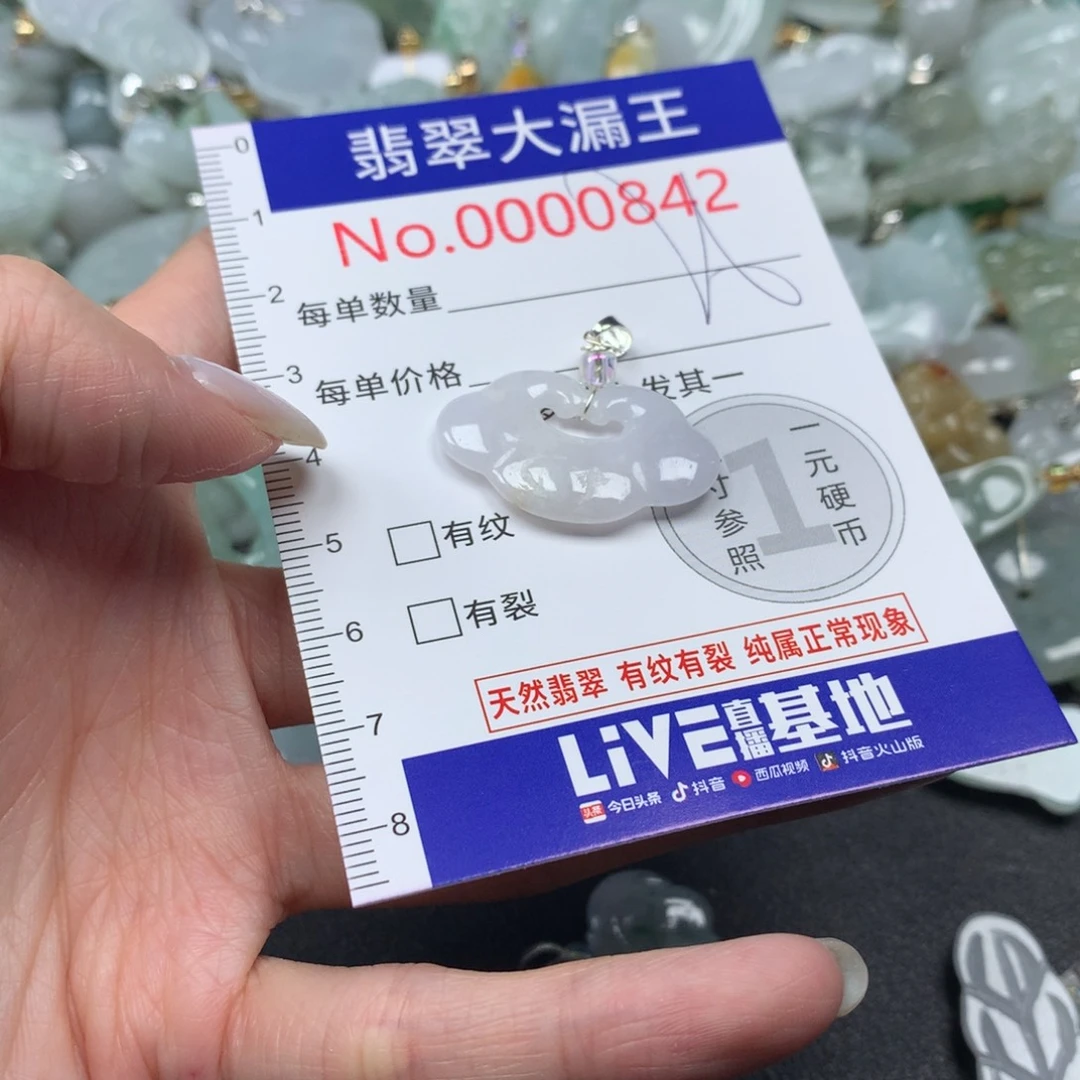 翡翠大漏王
No.0000842
0
1
2
3
4
5
6
7
8
每单数量
每单价格
发其一
一元硬币
1
寸参照
有纹
有裂
天然翡翠 有纹有裂 纯属正常现象
LiVE直播基地
头条 今日头条 抖音 西瓜视频 抖音火山版